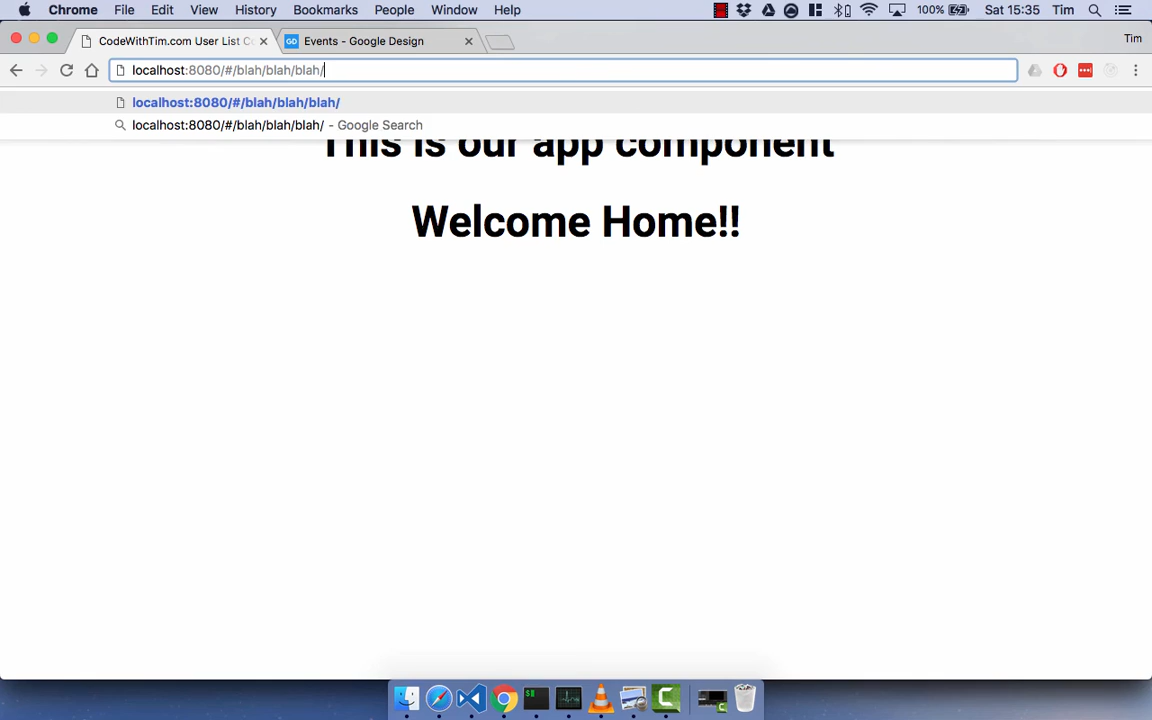 Chrome File Edit View History Bookmarks People Window Help 100% Sat 15:35 Tim
CodeWithTim.com User List Co GD Events - Google Design Tim
localhost:8080/#/blah/blah/blah/
localhost:8080/#/blah/blah/blah/
localhost:8080/#/blah/blah/blah/ - Google Search
This is our app component
Welcome Home!!